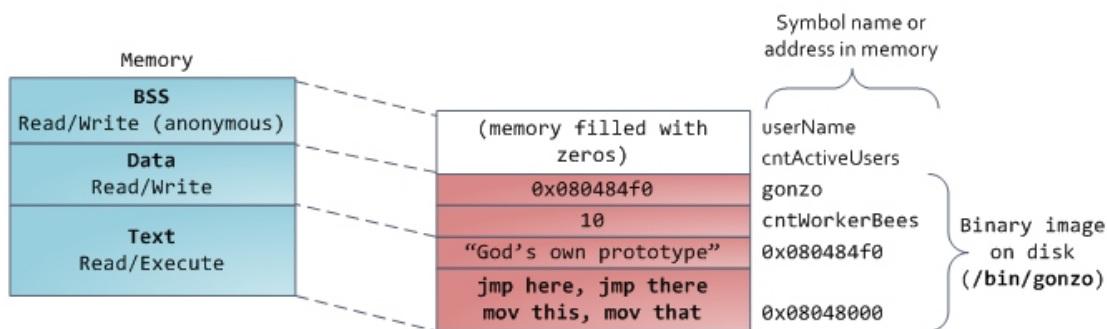 Symbol name or
address in memory
Memory
BSS
Read/Write (anonymous)
Data
Read/Write
Text
Read/Execute
(memory filled with
zeros)
0x080484f0
10
“God’s own prototype”
jmp here, jmp there
mov this, mov that
userName
cntActiveUsers
gonzo
cntWorkerBees
0x080484f0
0x08048000
Binary image
on disk
(/bin/gonzo)